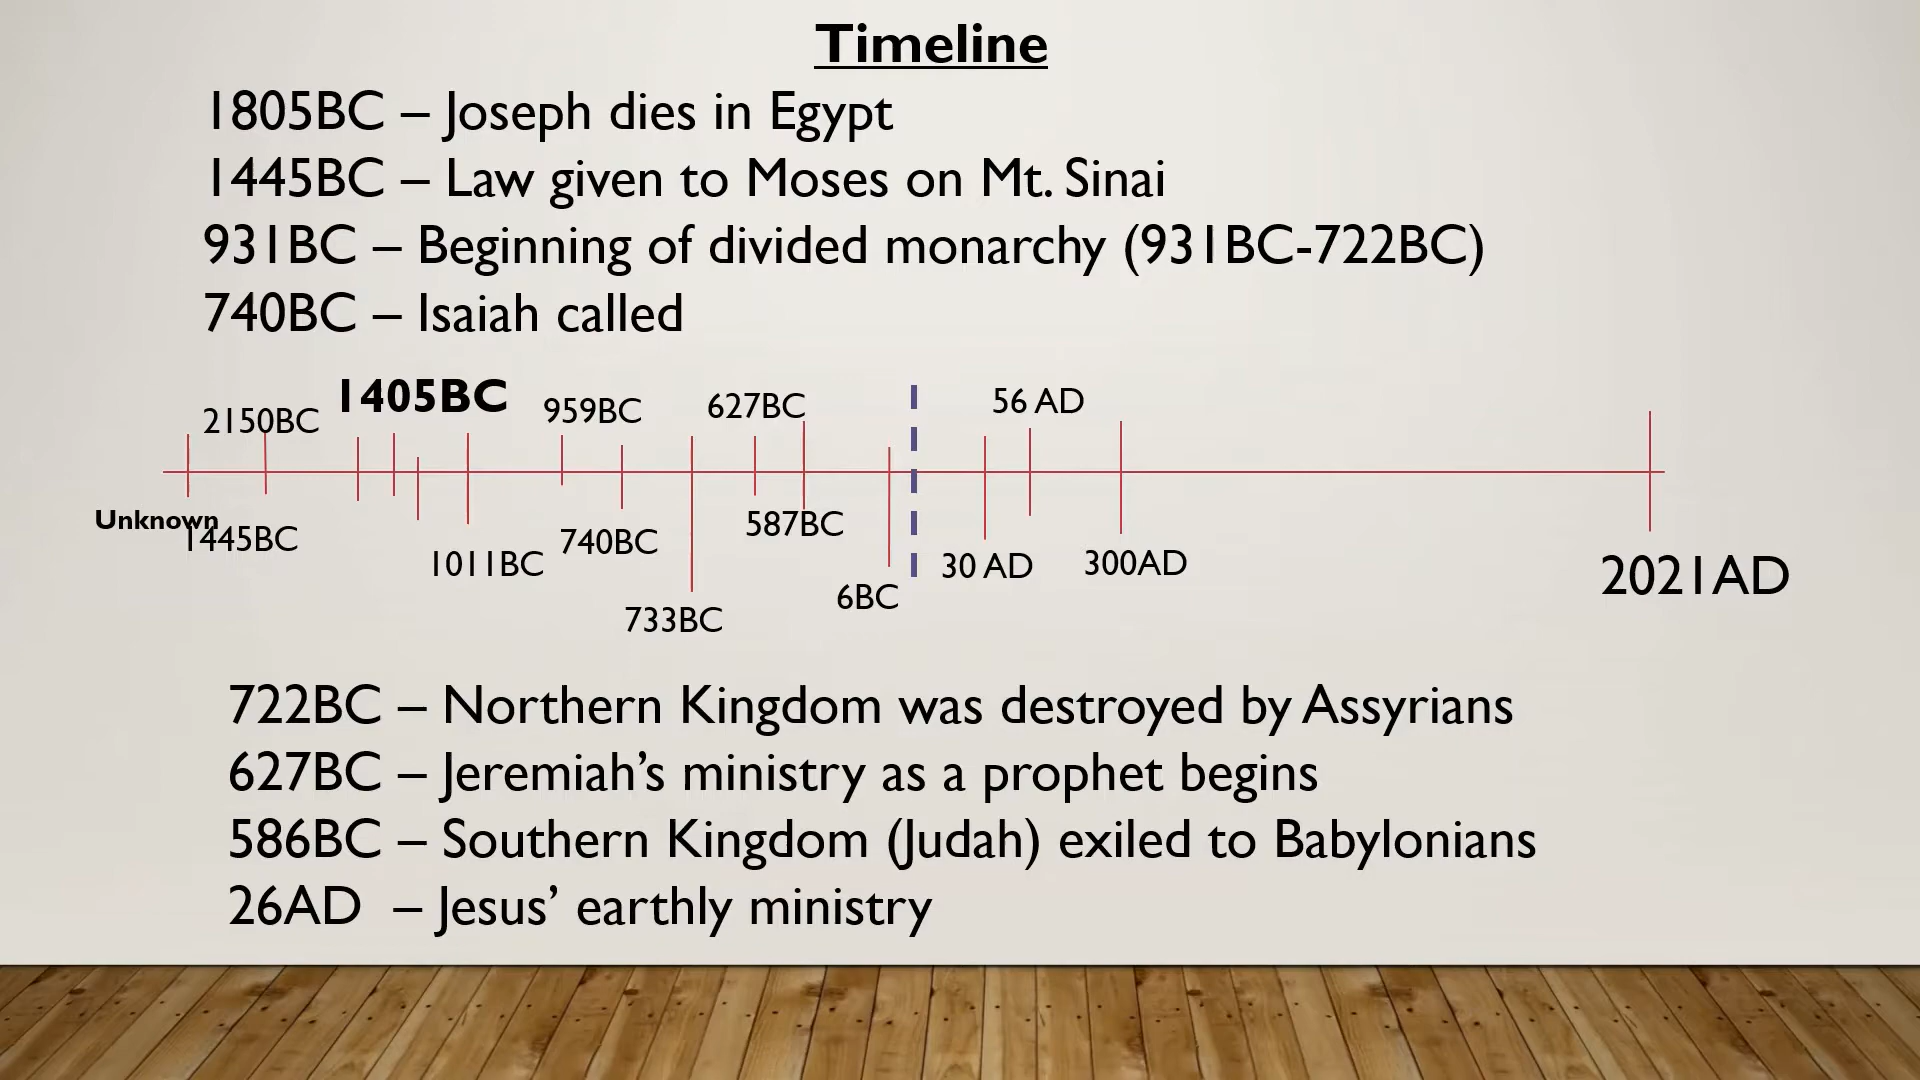 Timeline
1805BC – Joseph dies in Egypt
1445BC – Law given to Moses on Mt. Sinai
931BC – Beginning of divided monarchy (931BC-722BC)
740BC – Isaiah called
2150BC
1405BC
959BC
627BC
56 AD
Unknown
1445BC
1011BC
740BC
733BC
587BC
6BC
30 AD
300AD
2021AD
722BC – Northern Kingdom was destroyed by Assyrians
627BC – Jeremiah’s ministry as a prophet begins
586BC – Southern Kingdom (Judah) exiled to Babylonians
26AD – Jesus’ earthly ministry